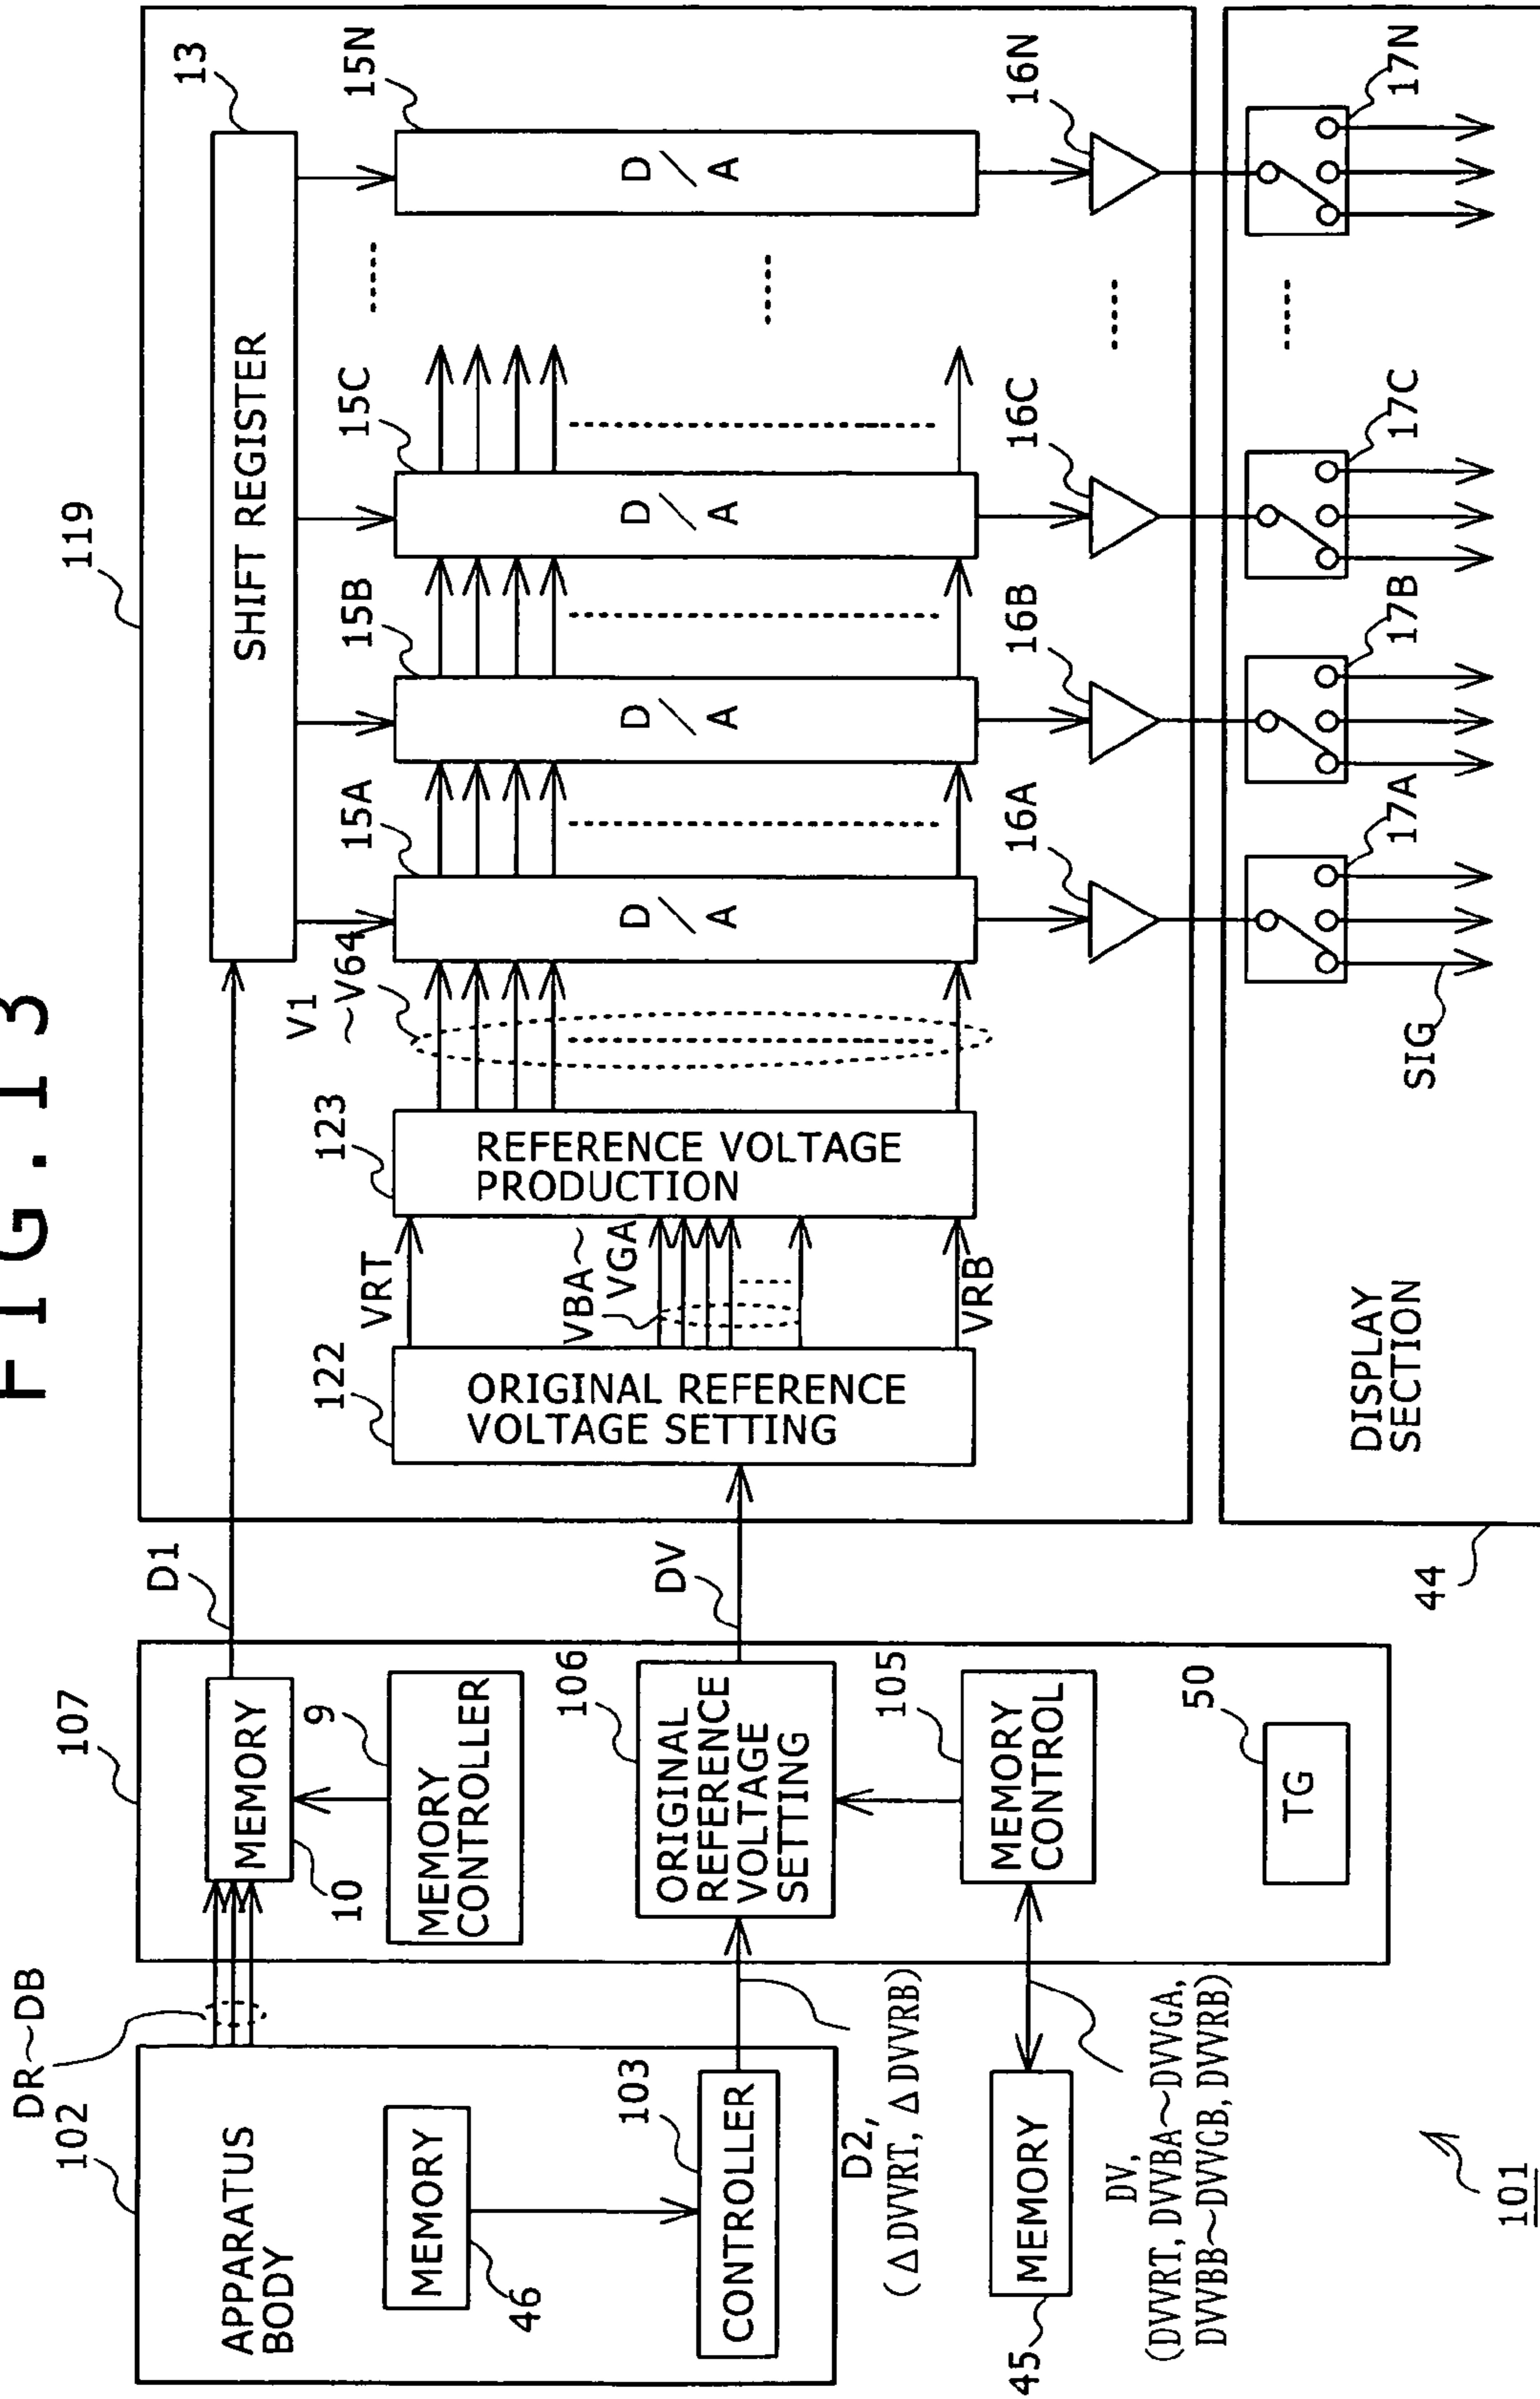 FIG.13
DR~DB
102
APPARATUS
BODY
MEMORY
46
103
CONTROLLER
D2,
(ΔDVVRT, ΔDVVRB)
MEMORY
45
DV,
(DVVRT, DVVBA~DVVGA,
DVVBB~DVVGB, DVVRB)
101
107
MEMORY
10
9
MEMORY
CONTROLLER
106
ORIGINAL
REFERENCE
VOLTAGE
SETTING
105
MEMORY
CONTROL
50
TG
D1
DV
119
SHIFT REGISTER
13
122
ORIGINAL REFERENCE
VOLTAGE SETTING
VRT
VBA~
VGA
VRB
123
REFERENCE VOLTAGE
PRODUCTION
V1
~V64
15A
D/A
15B
D/A
15C
D/A
15N
D/A
16A
16B
16C
16N
44
DISPLAY
SECTION
SIG
17A
17B
17C
17N